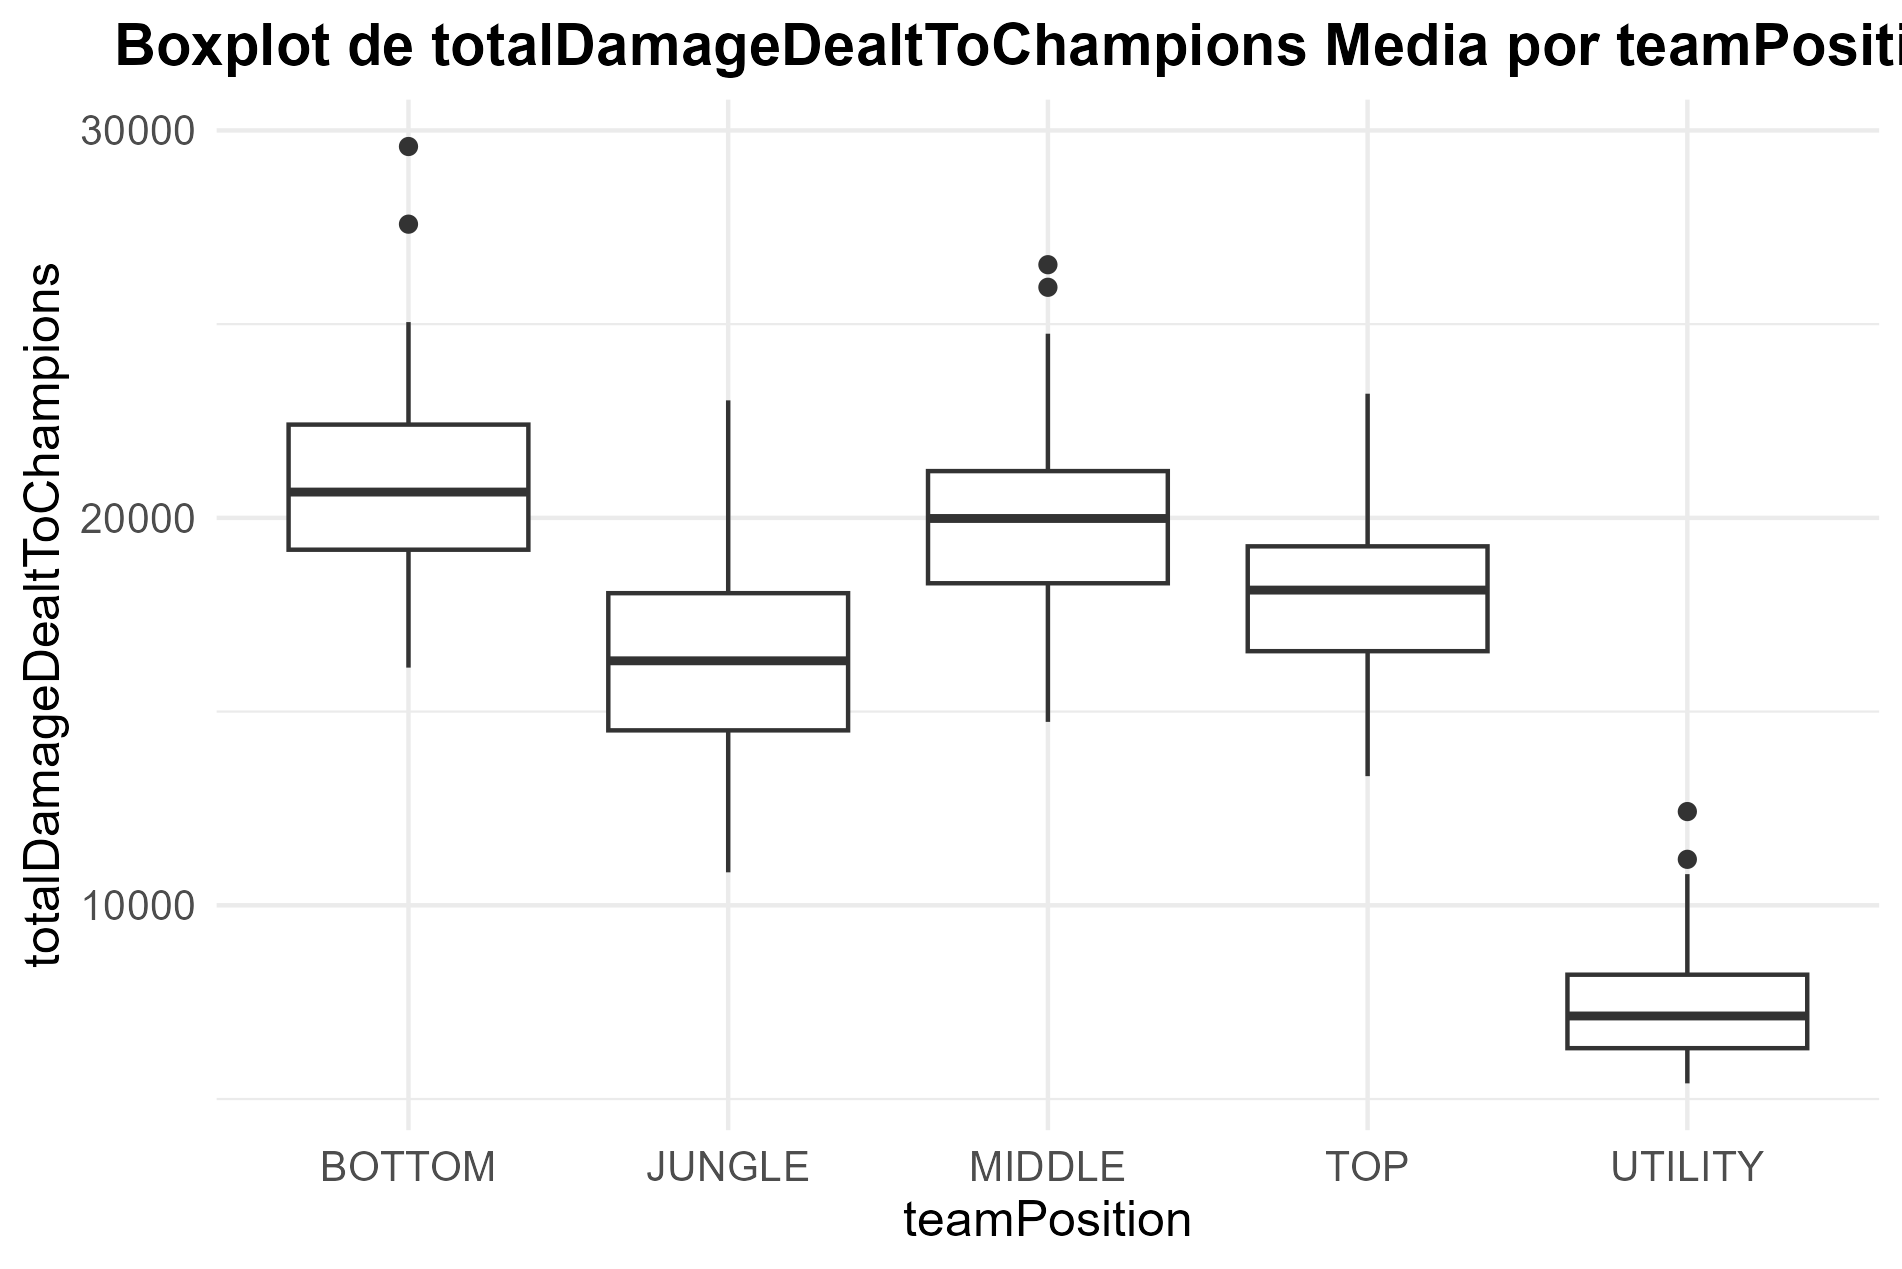 Boxplot de totalDamageDealtToChampions Media por teamPositi
totalDamageDealtToChampions
30000
20000
10000
BOTTOM JUNGLE MIDDLE TOP UTILITY
teamPosition